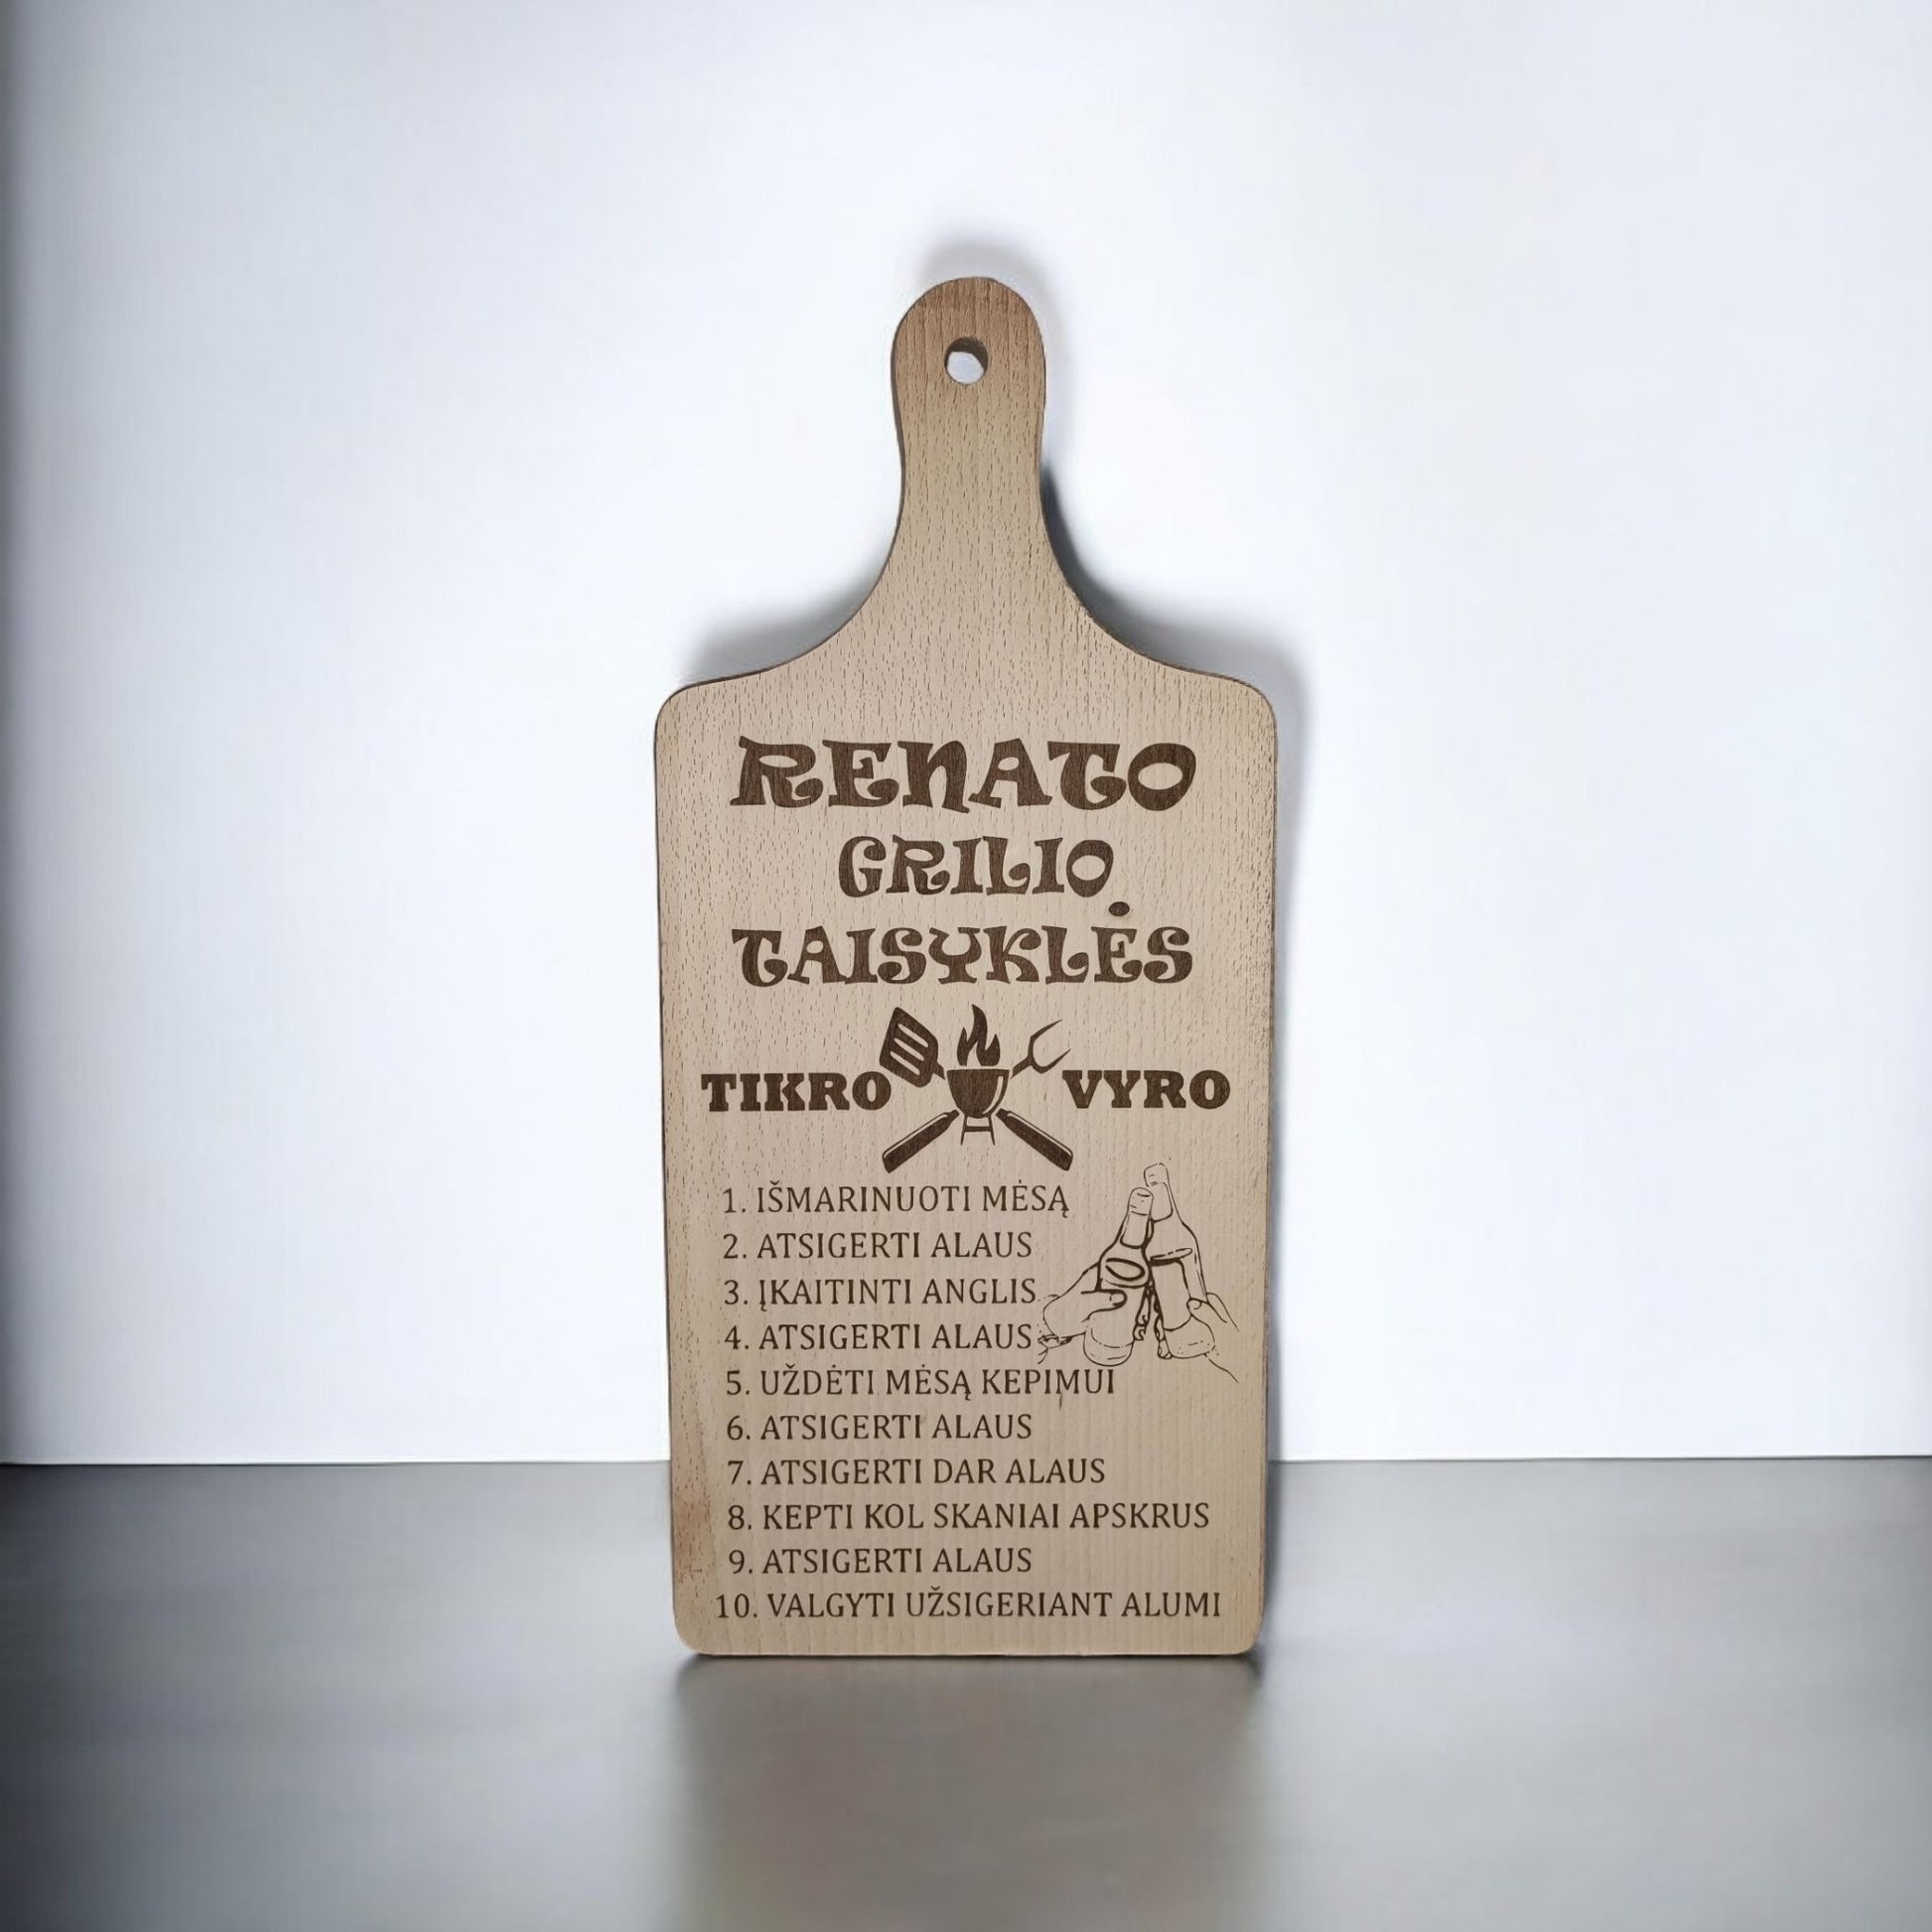 RENATO
GRILIO
TAISYKLĖS
TIKRO VYRO
1. IŠMARINUOTI MĖSĄ
2. ATSIGERTI ALAUS
3. ĮKAITINTI ANGLIS
4. ATSIGERTI ALAUS
5. UŽDĖTI MĖSĄ KEPIMUI
6. ATSIGERTI ALAUS
7. ATSIGERTI DAR ALAUS
8. KEPTI KOL SKANIAI APSKRUS
9. ATSIGERTI ALAUS
10. VALGYTI UŽSIGERIANT ALUMI